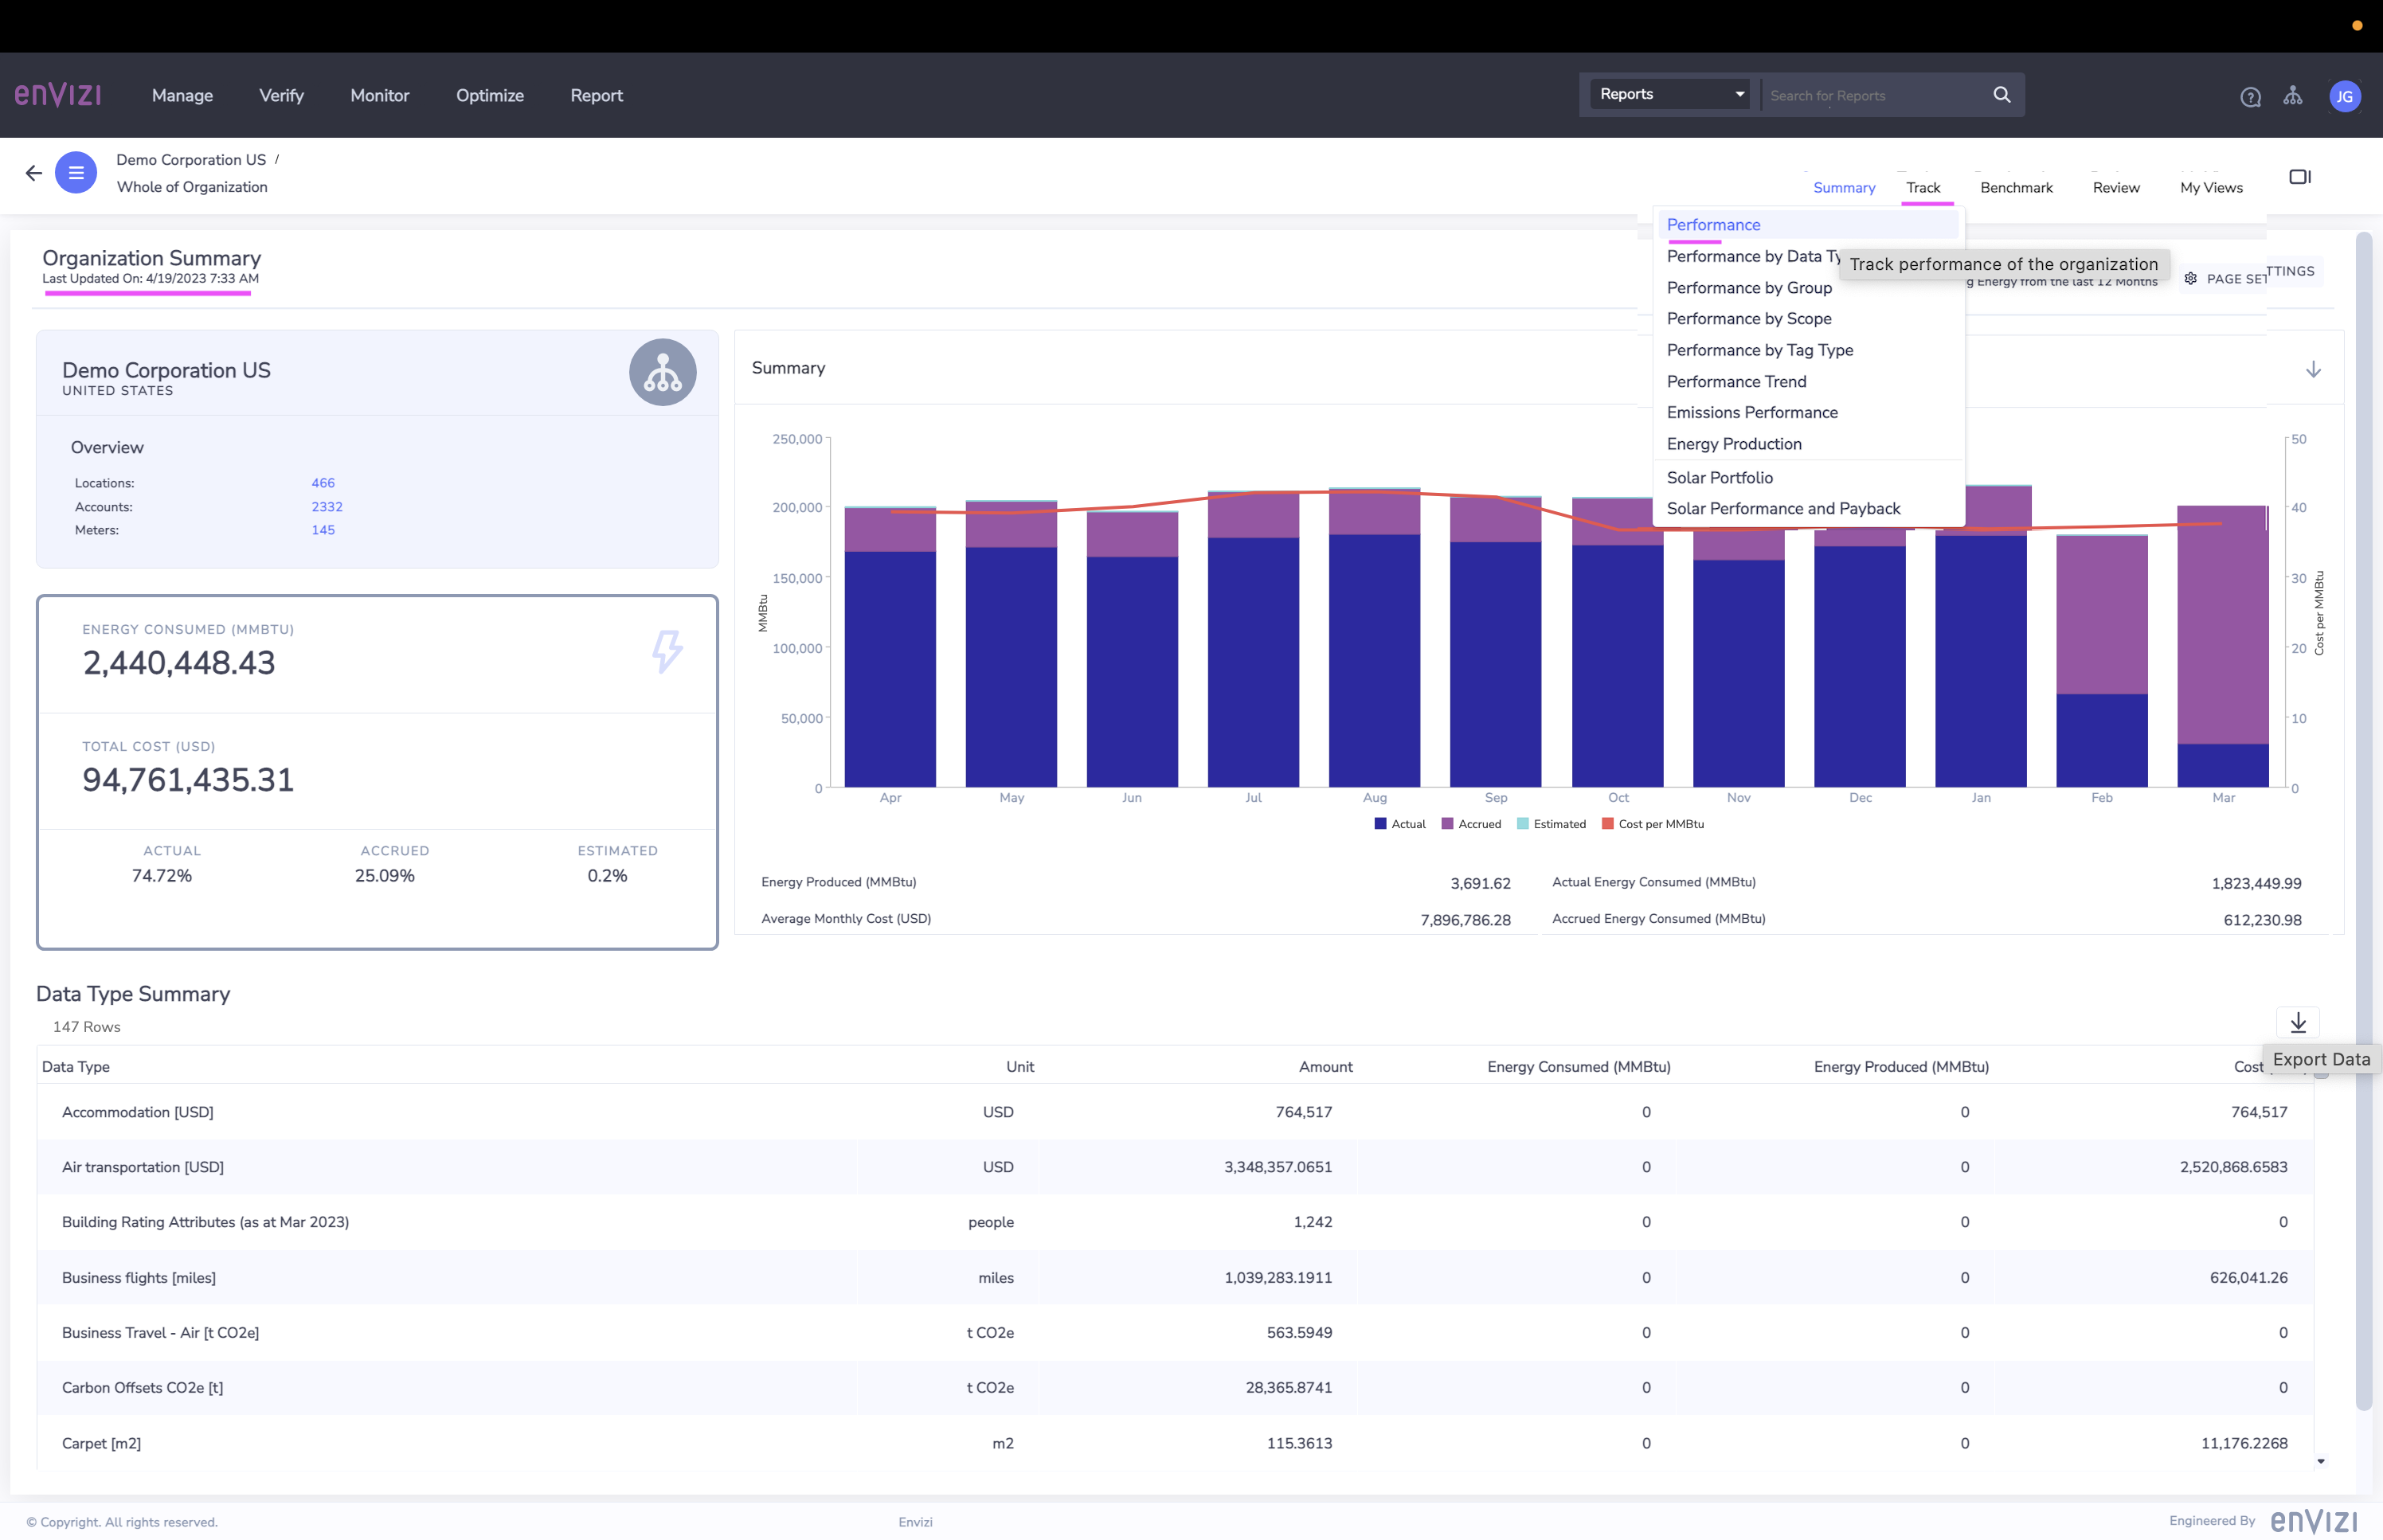 enVIZI
Manage Verify Monitor Optimize Report
Reports Search for Reports
JG
Demo Corporation US /
Whole of Organization
Summary Track Benchmark Review My Views
Organization Summary
Last Updated On: 4/19/2023 7:33 AM
Performance
Performance by Data Ty
Track performance of the organization
Performance by Group
g Energy from the last 12 Months
PAGE SET
TTINGS
Performance by Scope
Performance by Tag Type
Performance Trend
Emissions Performance
Energy Production
Solar Portfolio
Solar Performance and Payback
Demo Corporation US
UNITED STATES
Overview
Locations: 466
Accounts: 2332
Meters: 145
ENERGY CONSUMED (MMBTU)
2,440,448.43
TOTAL COST (USD)
94,761,435.31
ACTUAL ACCRUED ESTIMATED
74.72% 25.09% 0.2%
Summary
250,000 50
200,000 40
150,000 30
100,000 20
50,000 10
0 0
MMBtu
Cost per MMBtu
Apr May Jun Jul Aug Sep Oct Nov Dec Jan Feb Mar
Actual Accrued Estimated Cost per MMBtu
Energy Produced (MMBtu) 3,691.62 Actual Energy Consumed (MMBtu) 1,823,449.99
Average Monthly Cost (USD) 7,896,786.28 Accrued Energy Consumed (MMBtu) 612,230.98
Data Type Summary
147 Rows
Export Data
Data Type Unit Amount Energy Consumed (MMBtu) Energy Produced (MMBtu) Cost
Accommodation [USD] USD 764,517 0 0 764,517
Air transportation [USD] USD 3,348,357.0651 0 0 2,520,868.6583
Building Rating Attributes (as at Mar 2023) people 1,242 0 0 0
Business flights [miles] miles 1,039,283.1911 0 0 626,041.26
Business Travel - Air [t CO2e] t CO2e 563.5949 0 0 0
Carbon Offsets CO2e [t] t CO2e 28,365.8741 0 0 0
Carpet [m2] m2 115.3613 0 0 11,176.2268
© Copyright. All rights reserved. Envizi Engineered By enVIZI